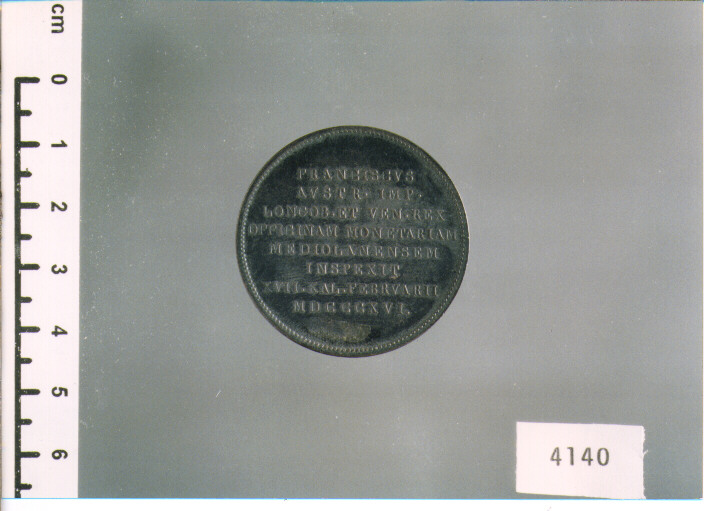 cm
0
1
2
3
4
5
6
FRANCISCVS
AVSTR. IMP.
LONGOB. ET VEN. REX
OFFICINAM MONETARIAM
MEDIOLANENSEM
INSPEXIT
XVII. KAL. FEBRVARII
MDCCCXVI.
4140